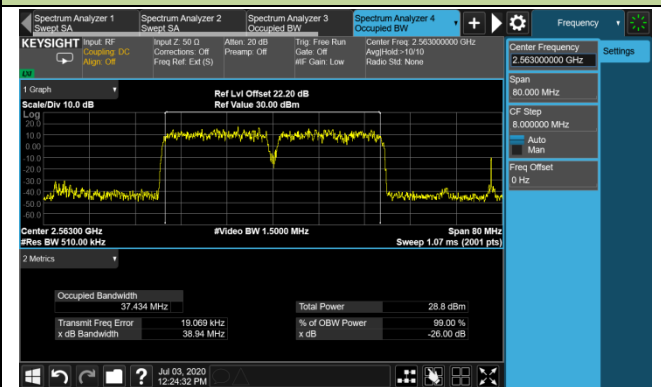 Spectrum Analyzer 1
Swept SA
Spectrum Analyzer 2
Swept SA
Spectrum Analyzer 3
Occupied BW
Spectrum Analyzer 4
Occupied BW
Frequency
KEYSIGHT
Input: RF
Coupling: DC
Align: Off
Input Z: 50 Ω
Corrections: Off
Freq Ref: Ext (S)
Atten: 20 dB
Preamp: Off
Trig: Free Run
Gate: Off
#IF Gain: Low
Center Freq: 2.563000000 GHz
Avg|Hold:>10/10
Radio Std: None
Center Frequency
2.563000000 GHz
Settings
Span
80.000 MHz
CF Step
8.000000 MHz
Auto
Man
Freq Offset
0 Hz
1 Graph
Scale/Div 10.0 dB
Ref Lvl Offset 22.20 dB
Ref Value 30.00 dBm
Log
20.0
10.0
0.00
-10.0
-20.0
-30.0
-40.0
-50.0
-60.0
Center 2.56300 GHz
#Res BW 510.00 kHz
#Video BW 1.5000 MHz
Span 80 MHz
Sweep 1.07 ms (2001 pts)
2 Metrics
Occupied Bandwidth
37.434 MHz
Total Power 28.8 dBm
Transmit Freq Error 19.069 kHz
% of OBW Power 99.00 %
x dB Bandwidth 38.94 MHz
x dB -26.00 dB
?
Jul 03, 2020
12:24:32 PM